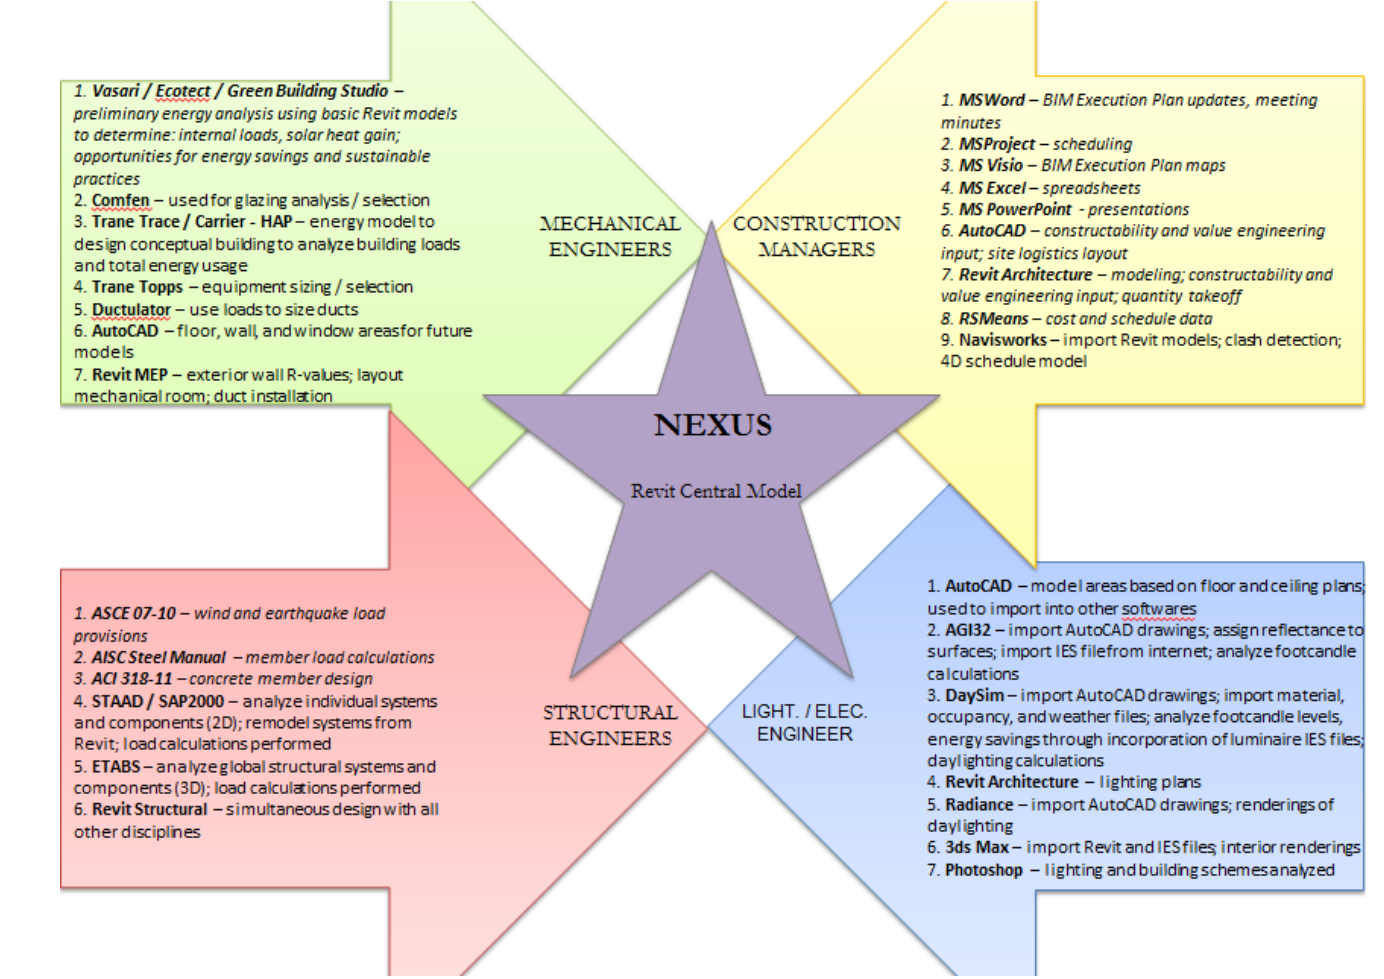 1. Vasari / Ecotect / Green Building Studio –
preliminary energy analysis using basic Revit models
to determine: internal loads, solar heat gain;
opportunities for energy savings and sustainable
practices
2. Comfen – used for glazing analysis / selection
3. Trane Trace / Carrier - HAP – energy model to
design conceptual building to analyze building loads
and total energy usage
4. Trane Topps – equipment sizing / selection
5. Ductulator – use loads to size ducts
6. AutoCAD – floor, wall, and window areas for future
models
7. Revit MEP – exterior wall R-values; layout
mechanical room; duct installation
MECHANICAL
ENGINEERS
CONSTRUCTION
MANAGERS
1. MSWord – BIM Execution Plan updates, meeting
minutes
2. MSProject – scheduling
3. MS Visio – BIM Execution Plan maps
4. MS Excel – spreadsheets
5. MS PowerPoint - presentations
6. AutoCAD – constructability and value engineering
input; site logistics layout
7. Revit Architecture – modeling; constructability and
value engineering input; quantity takeoff
8. RSMeans – cost and schedule data
9. Navisworks – import Revit models; clash detection;
4D schedule model
NEXUS
Revit Central Model
1. ASCE 07-10 – wind and earthquake load
provisions
2. AISC Steel Manual – member load calculations
3. ACI 318-11 – concrete member design
4. STAAD / SAP2000 – analyze individual systems
and components (2D); remodel systems from
Revit; load calculations performed
5. ETABS – analyze global structural systems and
components (3D); load calculations performed
6. Revit Structural – simultaneous design with all
other disciplines
STRUCTURAL
ENGINEERS
LIGHT. / ELEC.
ENGINEER
1. AutoCAD – model areas based on floor and ceiling plans;
used to import into other softwares
2. AGI32 – import AutoCAD drawings; assign reflectance to
surfaces; import IES file from internet; analyze footcandle
calculations
3. DaySim – import AutoCAD drawings; import material,
occupancy, and weather files; analyze footcandle levels,
energy savings through incorporation of luminaire IES files;
daylighting calculations
4. Revit Architecture – lighting plans
5. Radiance – import AutoCAD drawings; renderings of
daylighting
6. 3ds Max – import Revit and IES files; interior renderings
7. Photoshop – lighting and building schemes analyzed